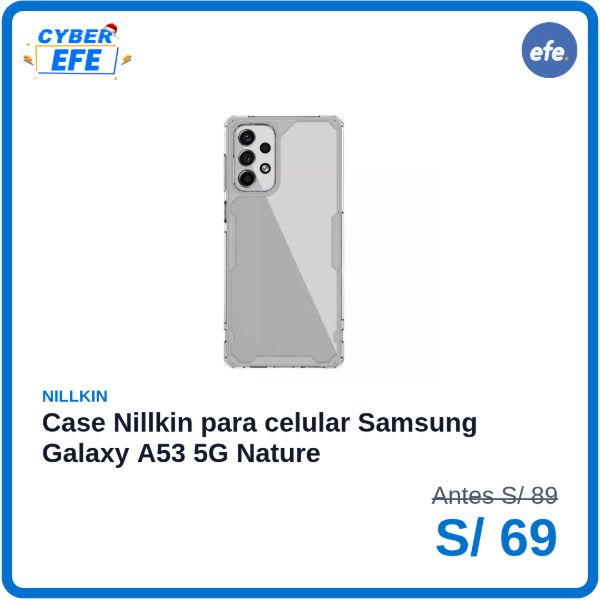 CYBER
EFE
efe.
NILLKIN
Case Nillkin para celular Samsung
Galaxy A53 5G Nature
Antes S/ 89
S/ 69